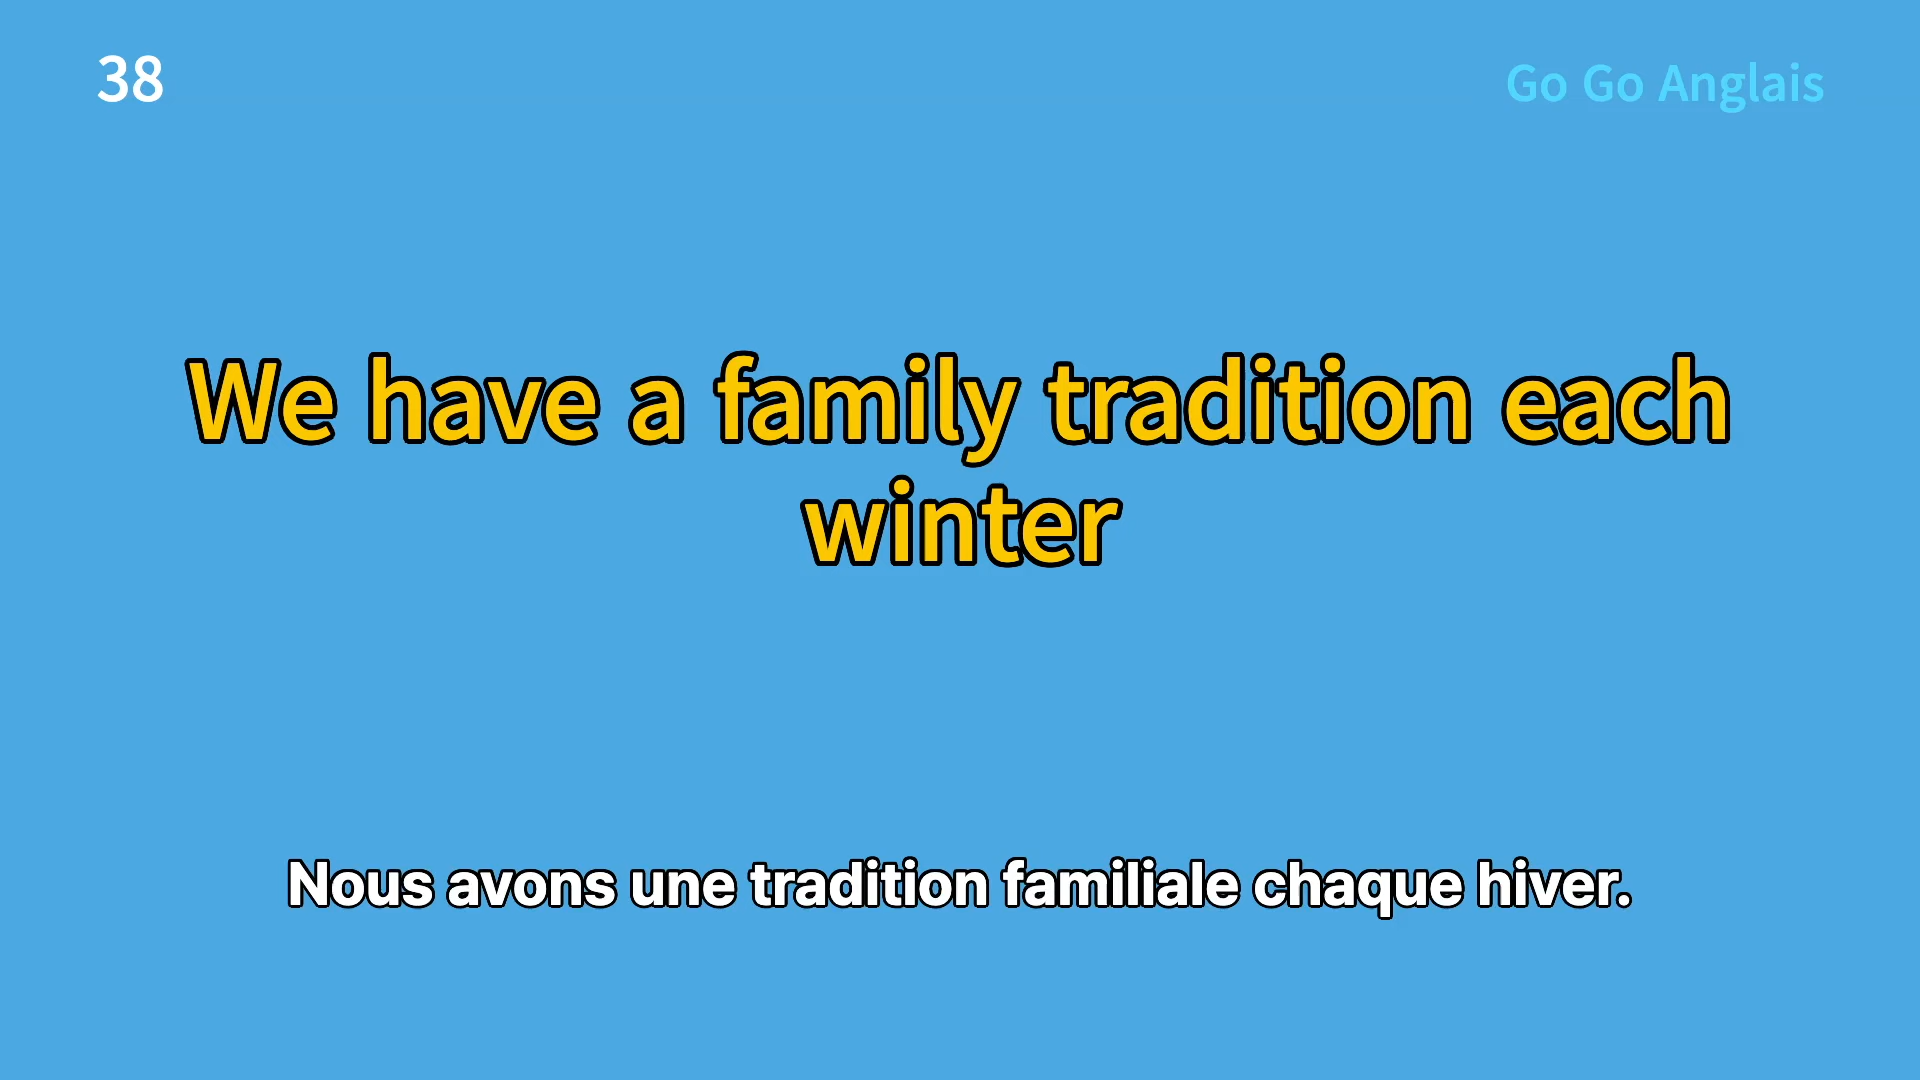 38
Go Go Anglais
We have a family tradition each
winter
Nous avons une tradition familiale chaque hiver.